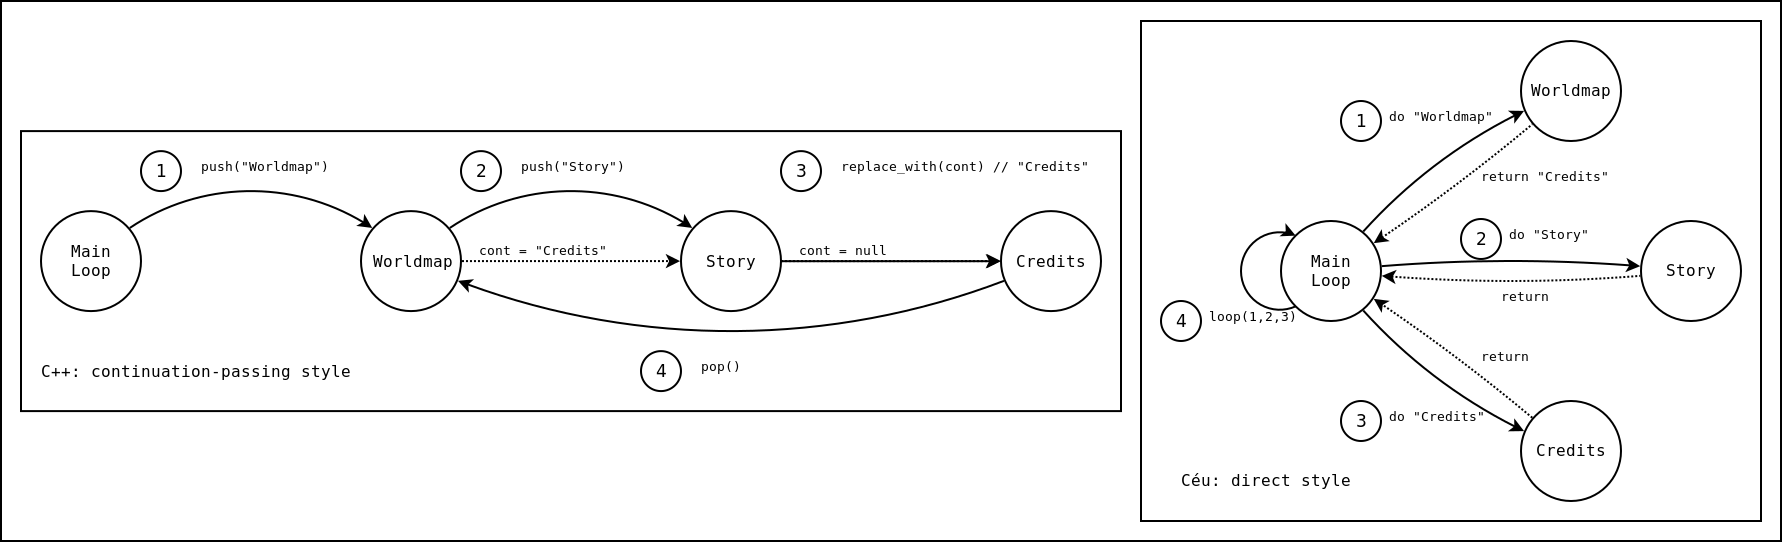 1 push("Worldmap")
2 push("Story")
3 replace_with(cont) // "Credits"
Main
Loop
Worldmap
cont = "Credits"
Story
cont = null
Credits
4 pop()
C++: continuation-passing style
Worldmap
1 do "Worldmap"
return "Credits"
2 do "Story"
Main
Loop
Story
return
4 loop(1,2,3)
return
3 do "Credits"
Credits
Céu: direct style